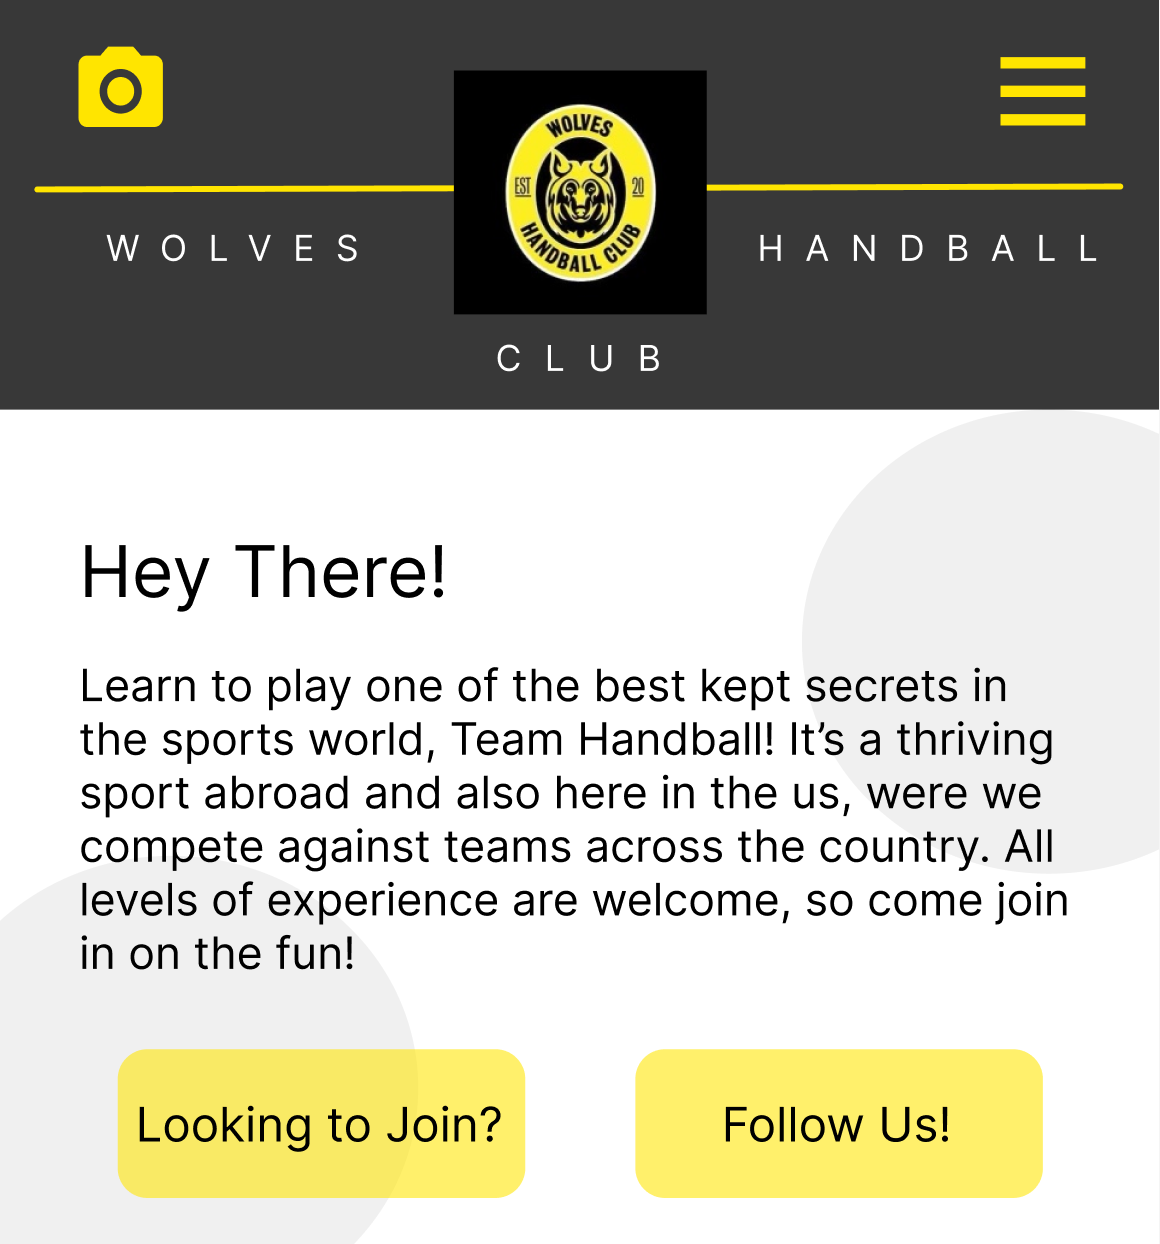 WOLVES
EST 20
HANDBALL CLUB
WOLVES HANDBALL
CLUB
Hey There!
Learn to play one of the best kept secrets in
the sports world, Team Handball! It’s a thriving
sport abroad and also here in the us, were we
compete against teams across the country. All
levels of experience are welcome, so come join
in on the fun!
Looking to Join? Follow Us!